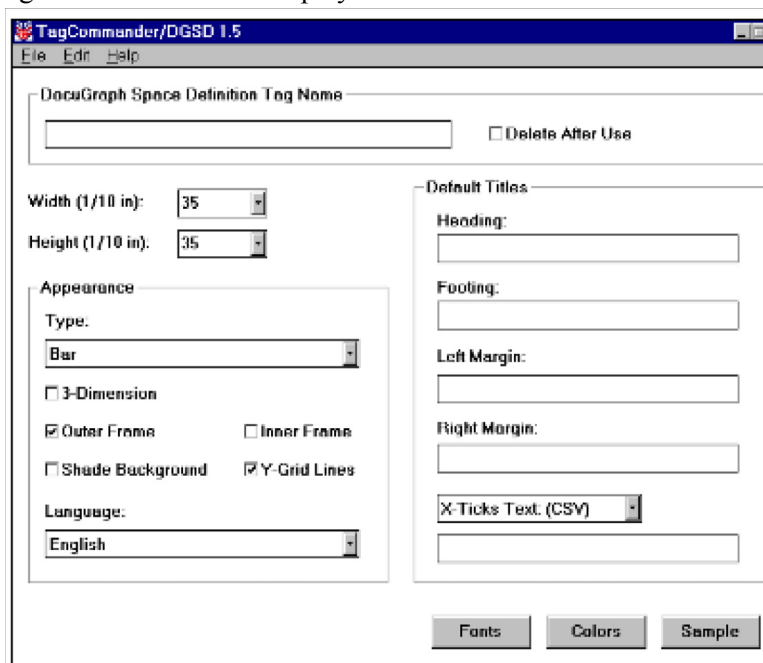 TagCommander/DGSD 1.5
File Edit Help
DocuGraph Space Definition Tag Name
Delete After Use
Width (1/10 in): 35
Height (1/10 in): 35
Default Titles
Heading:
Footing:
Left Margin:
Right Margin:
X-Ticks Text: (CSV)
Appearance
Type:
Bar
3-Dimension
Outer Frame Inner Frame
Shade Background Y-Grid Lines
Language:
English
Fonts Colors Sample